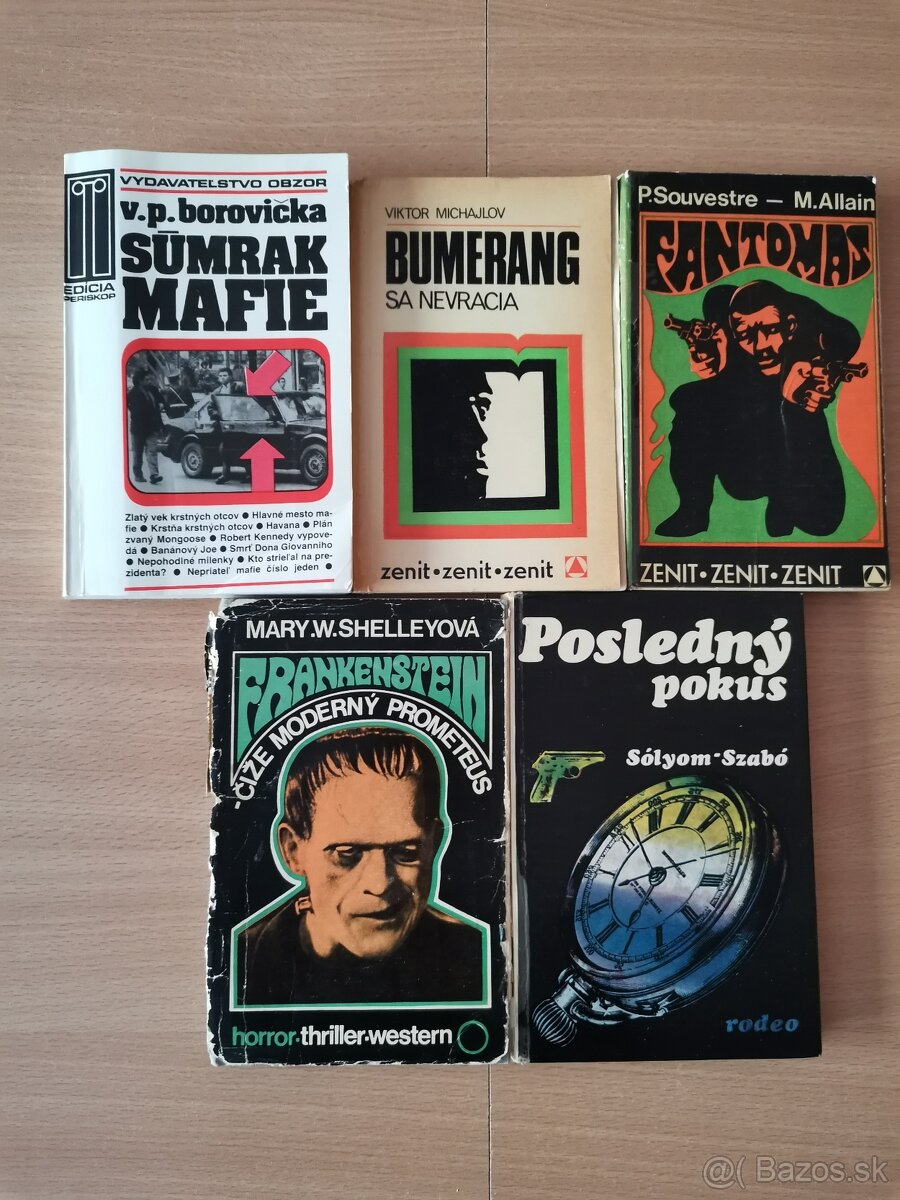 VYDAVATEĽSTVO OBZOR
v.p.borovička
SÚMRAK
MAFIE
EDÍCIA
PERISKOP
Zlatý vek krstných otcov ● Hlavné mesto ma-
fie ● Krstňa krstných otcov ● Havana ● Plán
zvaný Mongoose ● Robert Kennedy vypove-
dá ● Banánový Joe ● Smrť Dona Giovanniho
● Nepohodlné milenky ● Kto strieľal na pre-
zidenta? ● Nepriateľ mafie číslo jeden ●
VIKTOR MICHAJLOV
BUMERANG
SA NEVRACIA
zenit•zenit•zenit
P.Souvestre – M.Allain
FANTOMAS
ZENIT•ZENIT•ZENIT
MARY.W.SHELLEYOVÁ
FRANKENSTEIN
-ČIŽE MODERNÝ PROMETEUS
horror•thriller•western
Posledný
pokus
Sólyom-Szabó
rodeo
@( Bazos.sk